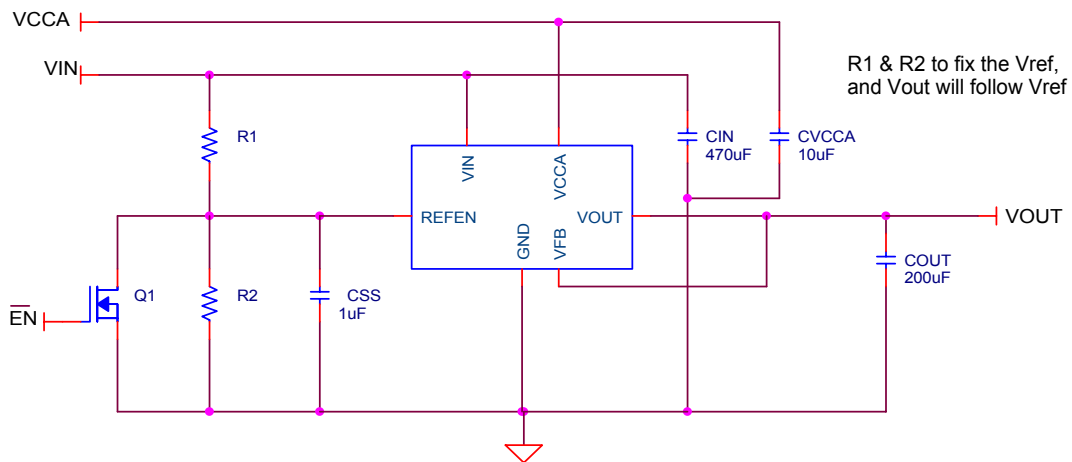 VCCA
VIN
R1 & R2 to fix the Vref,
and Vout will follow Vref
R1
CIN
470uF
CVCCA
10uF
VIN
VCCA
REFEN
VOUT
GND
VFB
VOUT
COUT
200uF
Q1
R2
CSS
1uF
E̅N̅